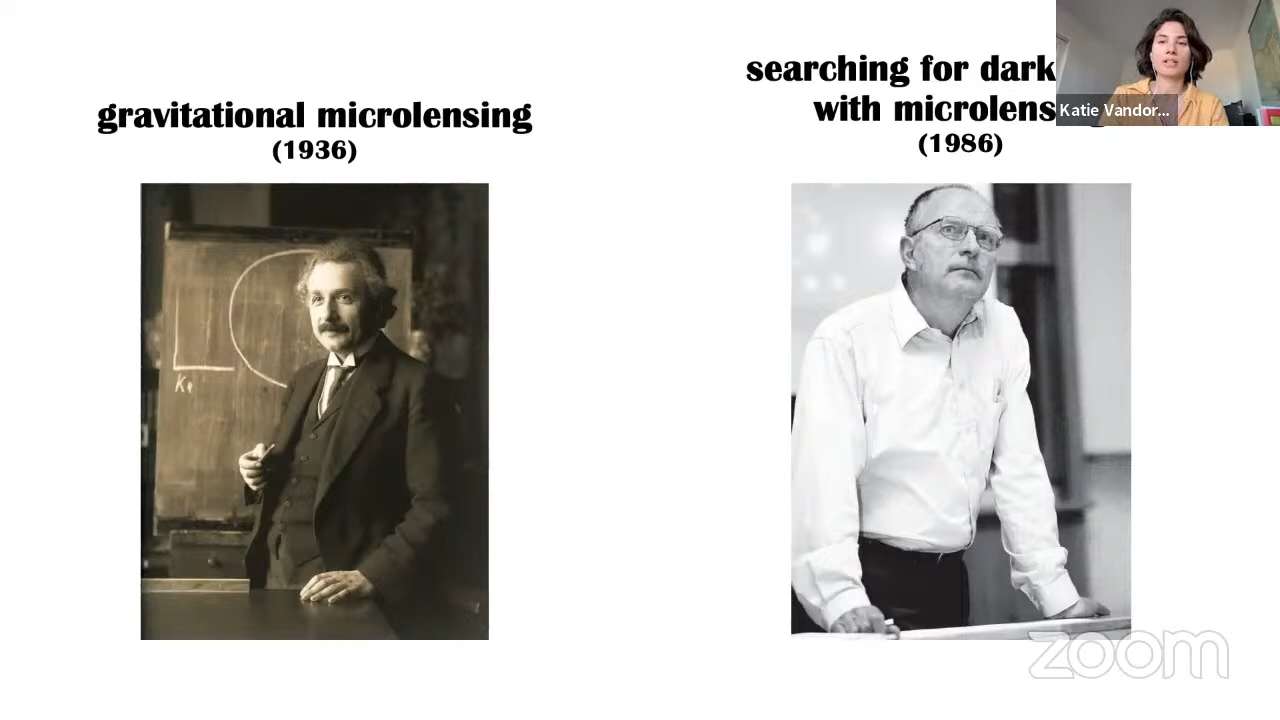 gravitational microlensing
(1936)
searching for dark
with microlens
(1986)
Katie Vandor...
K
zoom